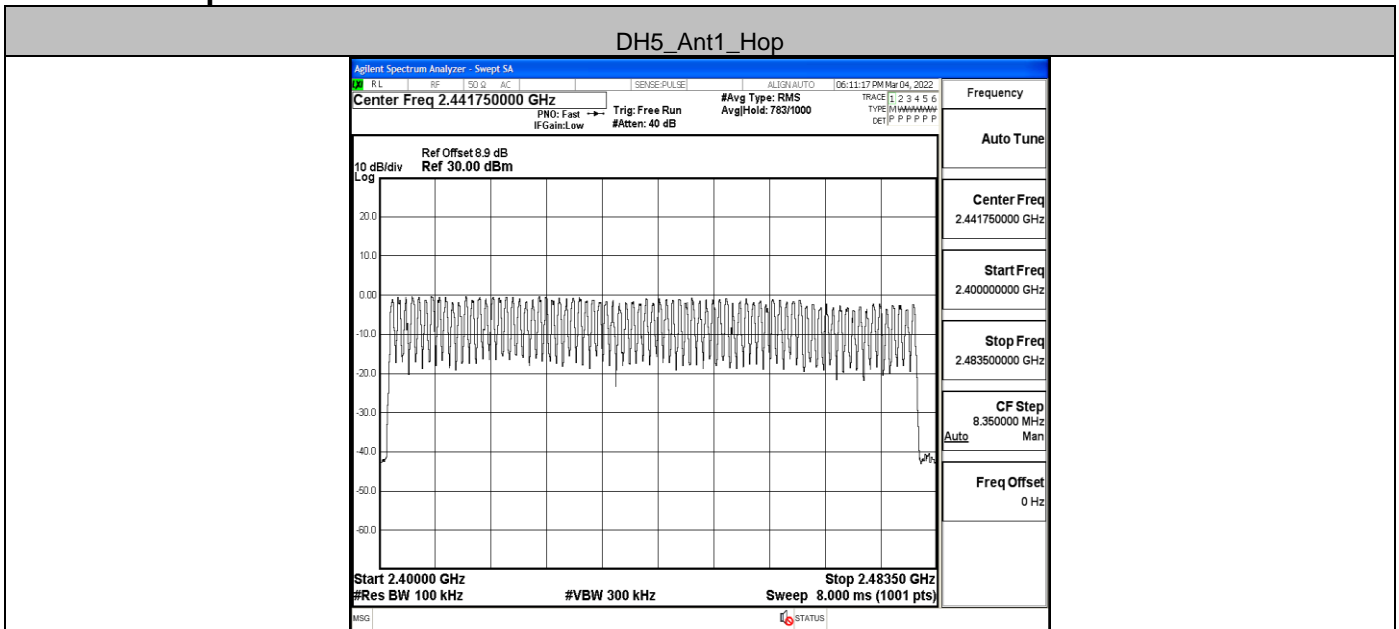 DH5_Ant1_Hop
Agilent Spectrum Analyzer - Swept SA
RL RF 50 Ω AC SENSE:PULSE ALIGN AUTO 06:11:17 PM Mar 04, 2022
Center Freq 2.441750000 GHz
PNO: Fast
IFGain:Low
Trig: Free Run
#Atten: 40 dB
#Avg Type: RMS
Avg|Hold: 783/1000
TRACE 1 2 3 4 5 6
TYPE M
DET P P P P P P
Ref Offset 8.9 dB
10 dB/div Ref 30.00 dBm
Log
20.0
10.0
0.00
-10.0
-20.0
-30.0
-40.0
-50.0
-60.0
Start 2.40000 GHz Stop 2.48350 GHz
#Res BW 100 kHz #VBW 300 kHz Sweep 8.000 ms (1001 pts)
MSG STATUS
Frequency
Auto Tune
Center Freq
2.441750000 GHz
Start Freq
2.400000000 GHz
Stop Freq
2.483500000 GHz
CF Step
8.350000 MHz
Auto Man
Freq Offset
0 Hz